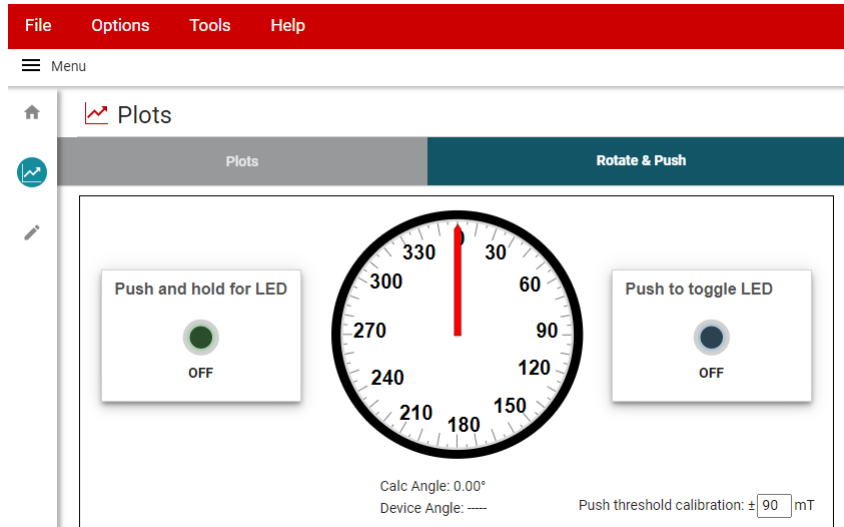 File Options Tools Help
Menu
Plots
Plots Rotate & Push
Push and hold for LED
OFF
0
30
60
90
120
150
180
210
240
270
300
330
Push to toggle LED
OFF
Calc Angle: 0.00°
Device Angle: -----
Push threshold calibration: ± 90 mT